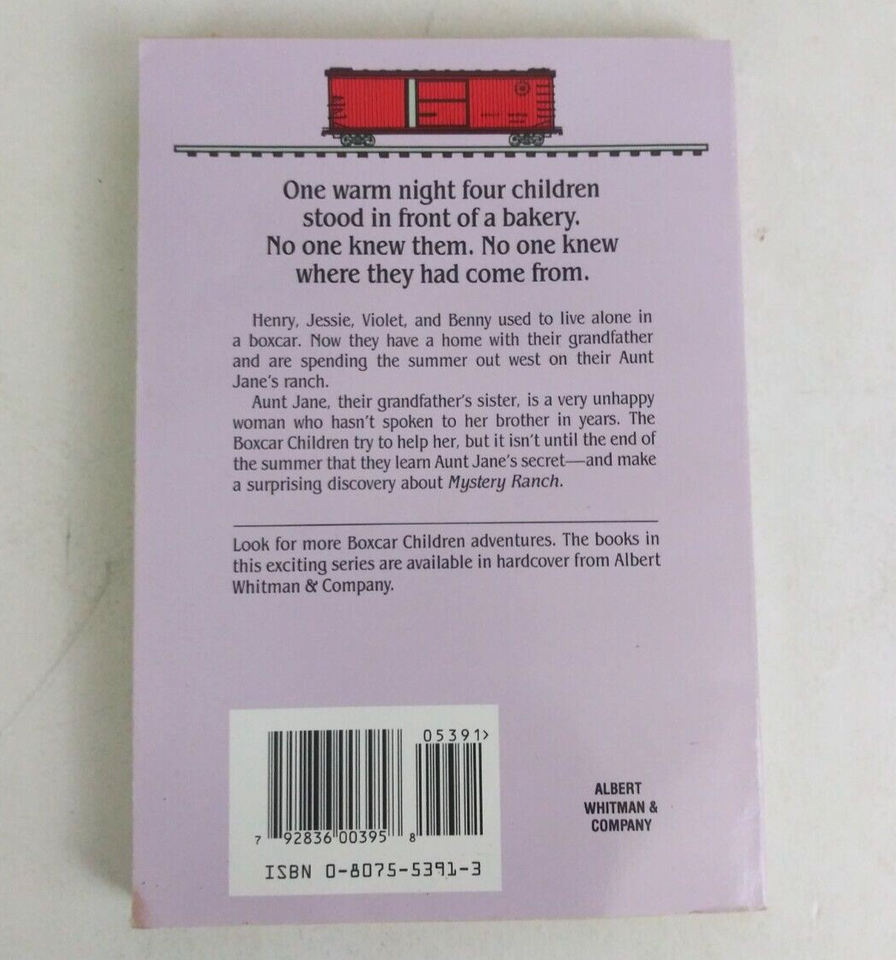 One warm night four children
stood in front of a bakery.
No one knew them. No one knew
where they had come from.
Henry, Jessie, Violet, and Benny used to live alone in
a boxcar. Now they have a home with their grandfather
and are spending the summer out west on their Aunt
Jane's ranch.
Aunt Jane, their grandfather's sister, is a very unhappy
woman who hasn't spoken to her brother in years. The
Boxcar Children try to help her, but it isn't until the end of
the summer that they learn Aunt Jane's secret—and make
a surprising discovery about Mystery Ranch.
Look for more Boxcar Children adventures. The books in
this exciting series are available in hardcover from Albert
Whitman & Company.
05391>
7 92836 00395 8
ISBN 0-8075-5391-3
ALBERT
WHITMAN &
COMPANY